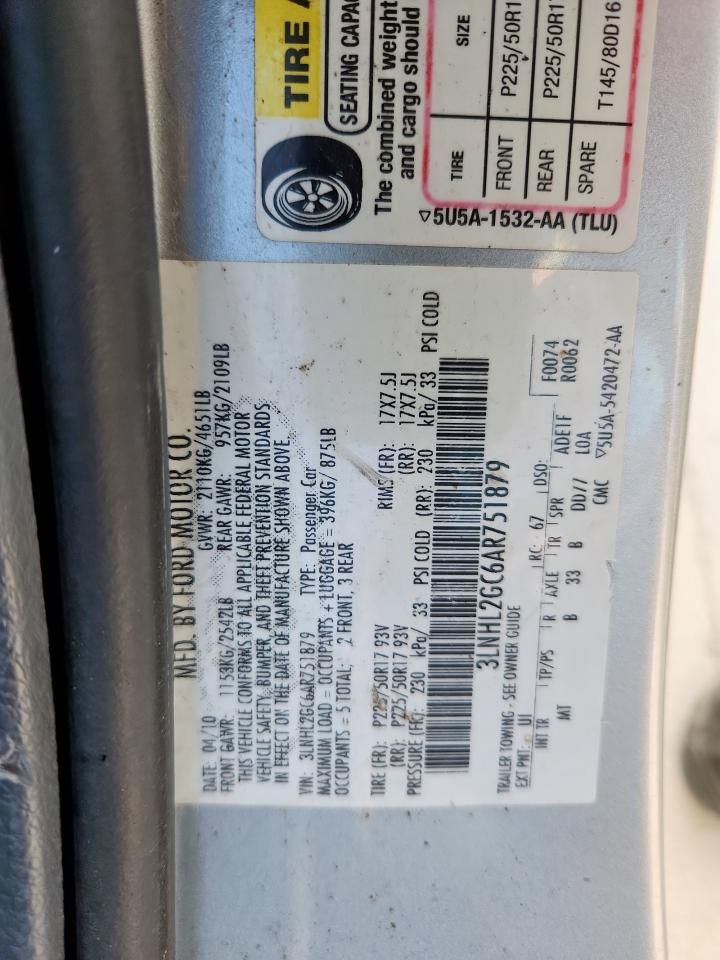 MFD. BY FORD MOTOR CO.
DATE: 04/10 GVWR: 2110KG/4651LB
FRONT GAWR: 1153KG/2542LB REAR GAWR: 957KG/2109LB
THIS VEHICLE CONFORMS TO ALL APPLICABLE FEDERAL MOTOR
VEHICLE SAFETY, BUMPER, AND THEFT PREVENTION STANDARDS
IN EFFECT ON THE DATE OF MANUFACTURE SHOWN ABOVE.
VIN: 3LNHL2GC6AR751879 TYPE: Passenger Car
MAXIMUM LOAD = OCCUPANTS + LUGGAGE = 396KG/ 875LB
OCCUPANTS = 5 TOTAL; 2 FRONT, 3 REAR
TIRE (FR): P225/50R17 93V RIMS (FR): 17X7.5J
(RR): P225/50R17 93V (RR): 17X7.5J
PRESSURE (FR): 230 kPa/ 33 PSI COLD (RR): 230 kPa/ 33 PSI COLD
3LNHL2GC6AR751879
TRAILER TOWING - SEE OWNER GUIDE
EXT PNT: UI RC: 67 DSO: F0074
INT TR TP/PS R AXLE TR SPR ADE1F R0062
MT B 33 B DD// LOA
CMC ▽5U5A-5420472-AA
TIRE
SEATING CAPA
The combined weight
and cargo should
TIRE SIZE
FRONT P225/50R1
REAR P225/50R1
SPARE T145/80D16
▽5U5A-1532-AA (TLU)